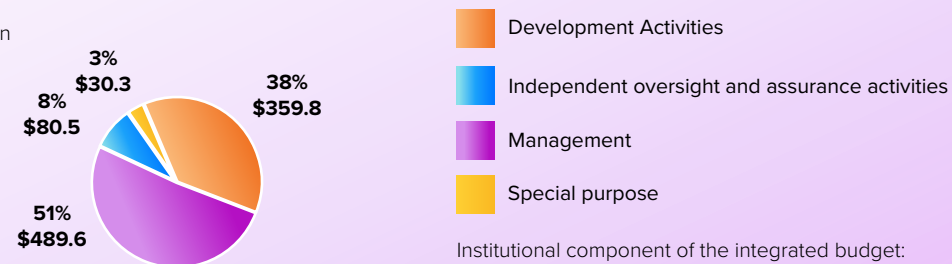 n
3%
$30.3
38%
$359.8
8%
$80.5
51%
$489.6
Development Activities
Independent oversight and assurance activities
Management
Special purpose
Institutional component of the integrated budget: